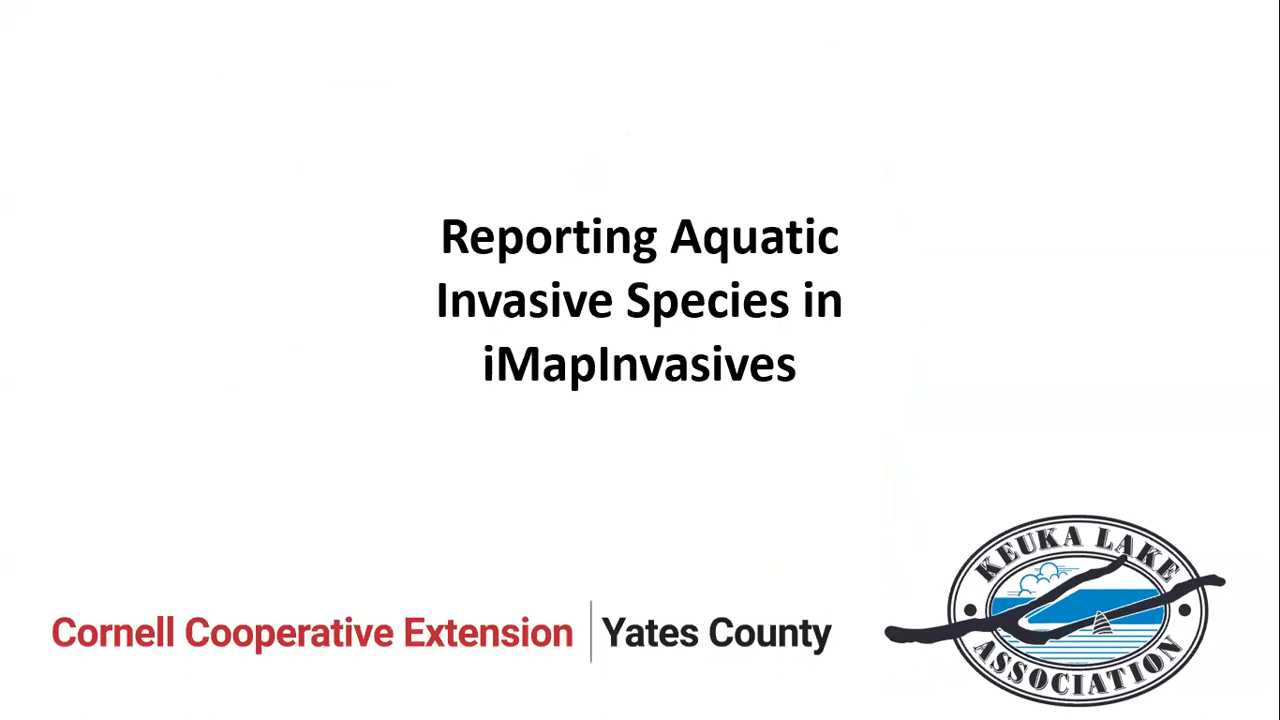 Reporting Aquatic
Invasive Species in
iMapInvasives
Cornell Cooperative Extension | Yates County
KEUKA LAKE
ASSOCIATION